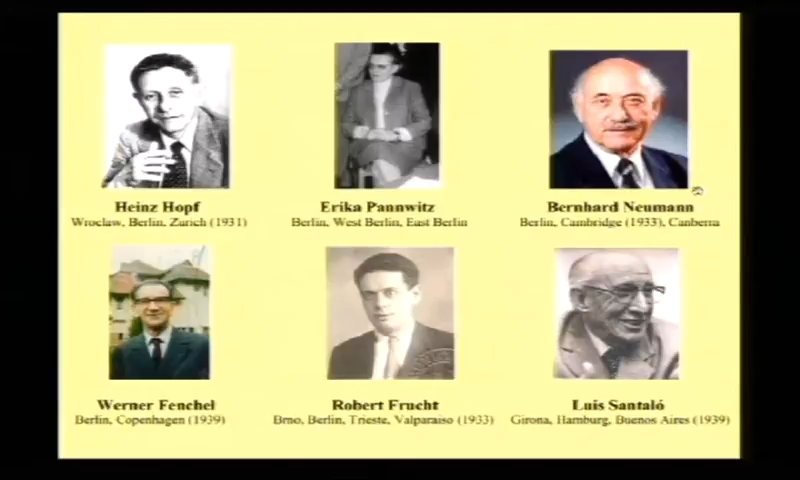 Heinz Hopf
Wroclaw, Berlin, Zurich (1931)
Erika Pannwitz
Berlin, West Berlin, East Berlin
Bernhard Neumann
Berlin, Cambridge (1933), Canberra
Werner Fenchel
Berlin, Copenhagen (1939)
Robert Frucht
Brno, Berlin, Trieste, Valparaiso (1933)
Luis Santaló
Girona, Hamburg, Buenos Aires (1939)